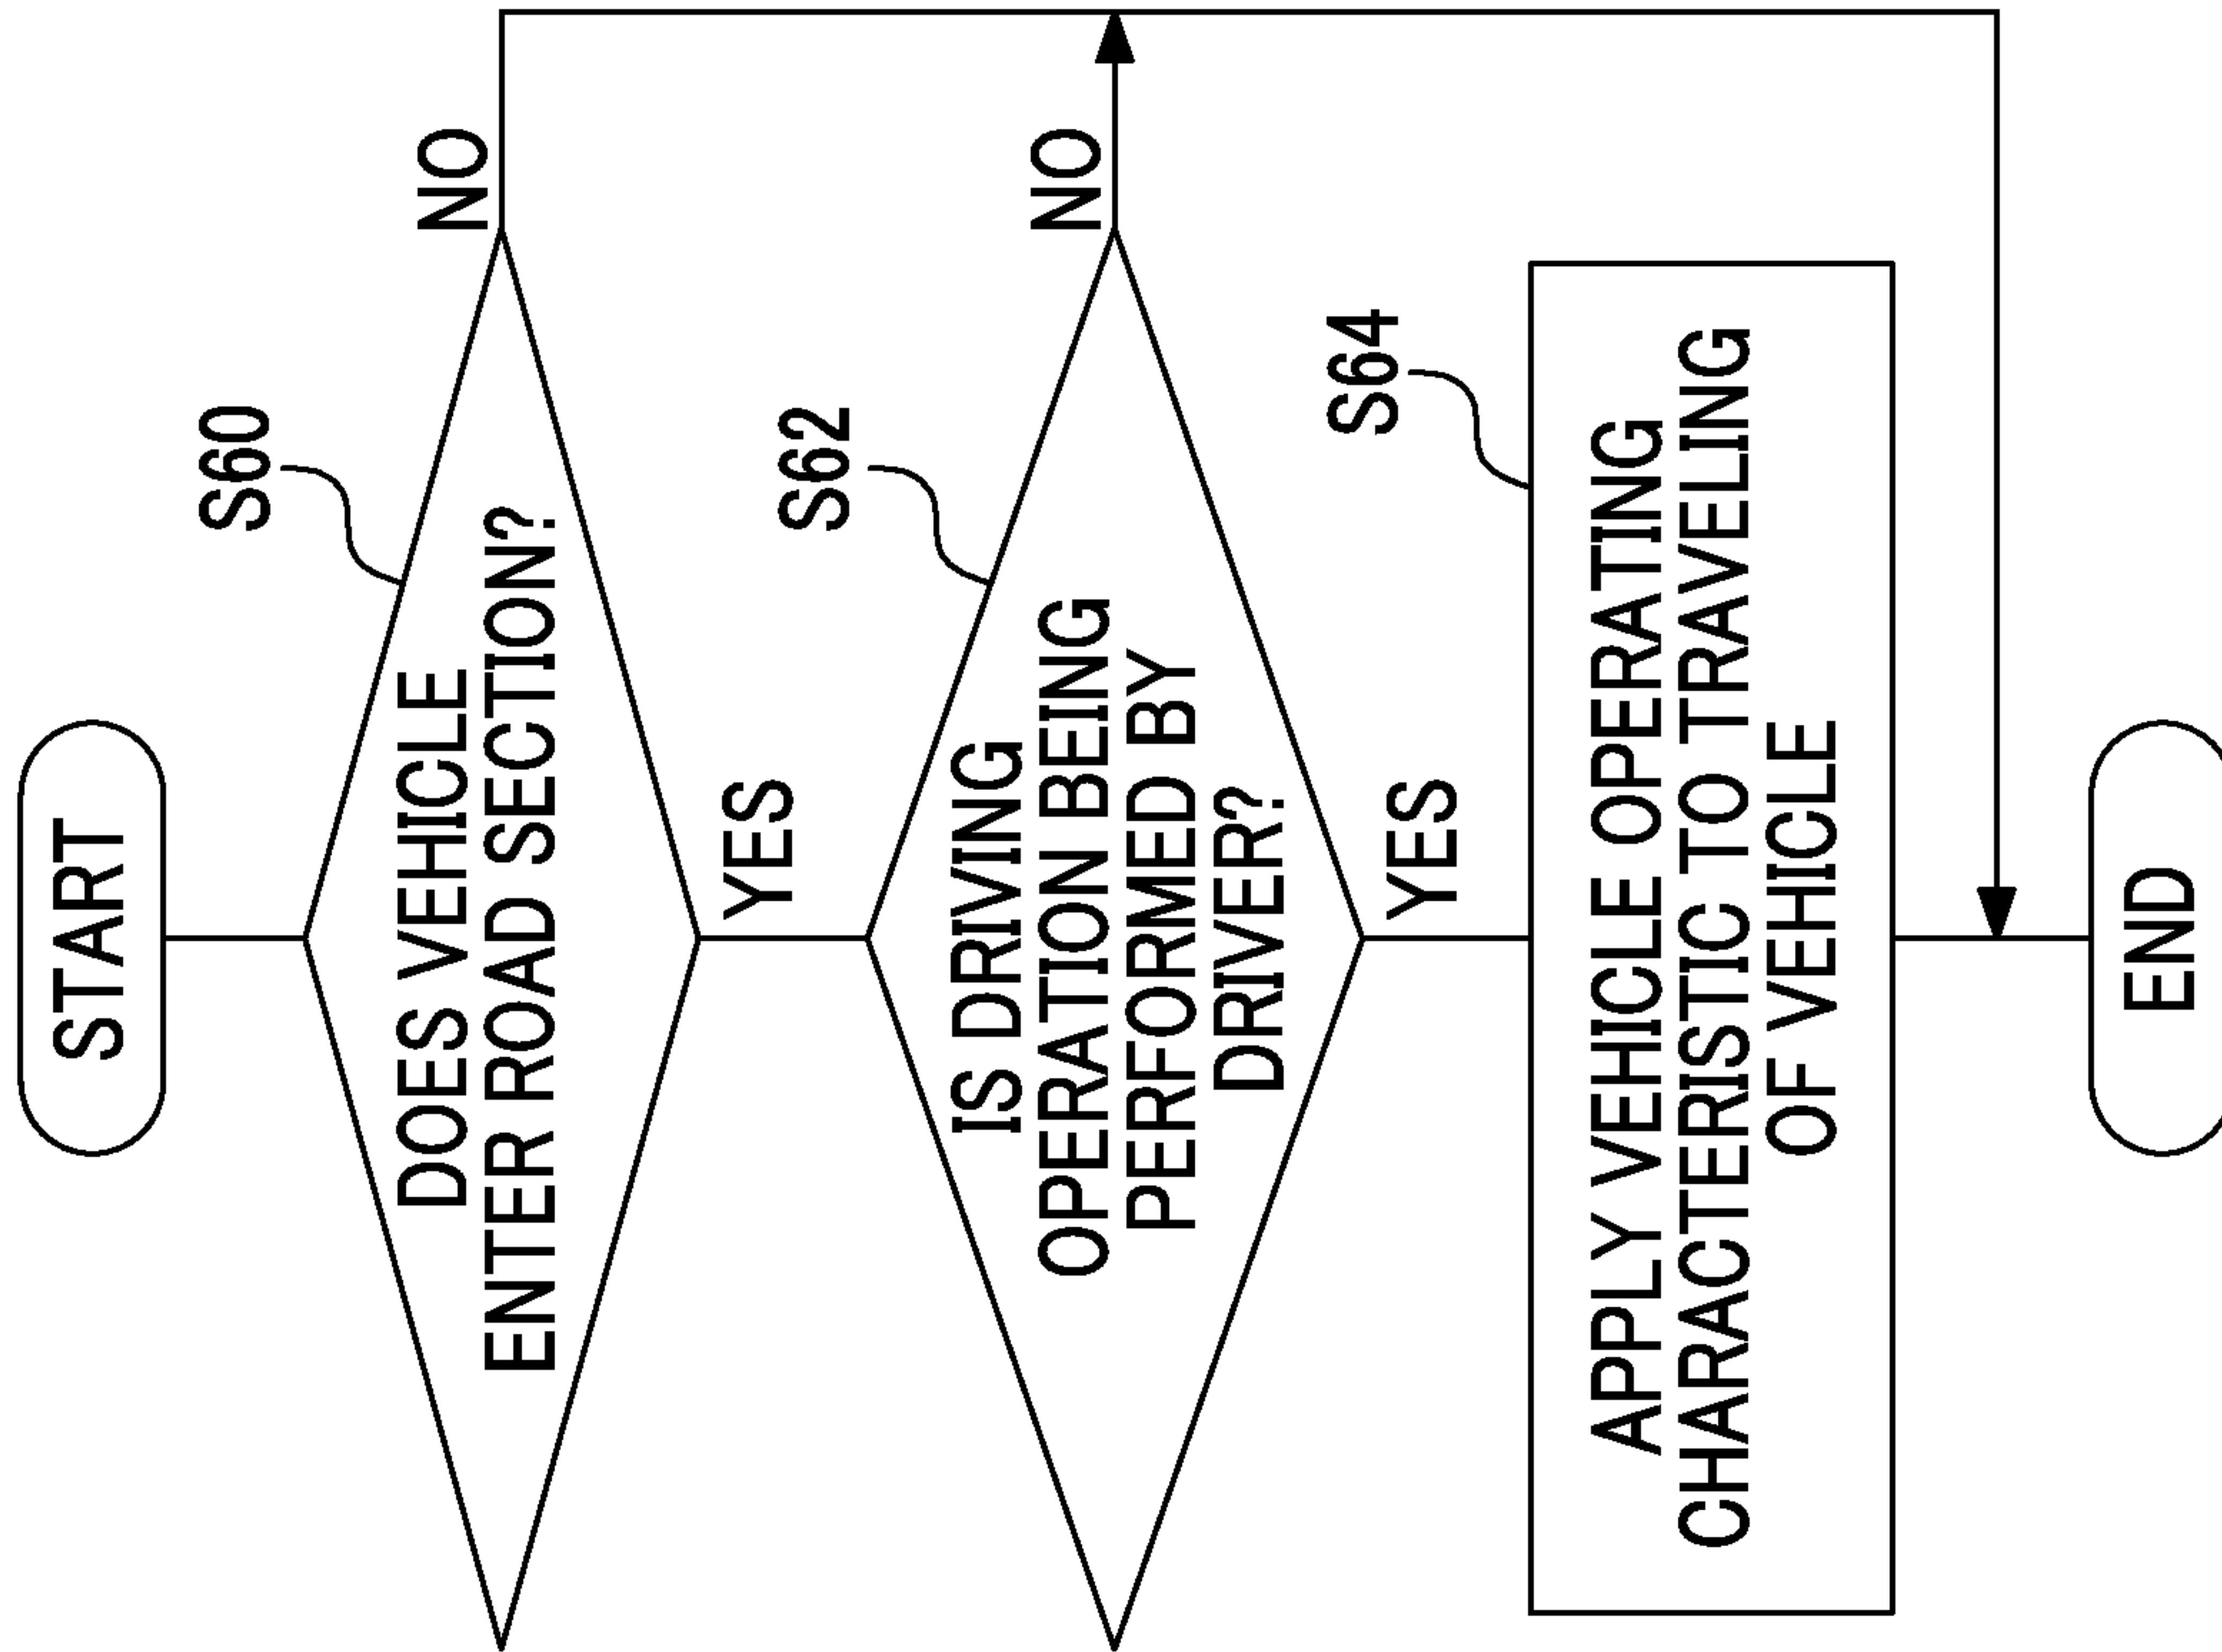 START
S60
DOES VEHICLE
ENTER ROAD SECTION?
NO
YES
S62
IS DRIVING
OPERATION BEING
PERFORMED BY
DRIVER?
NO
YES
S64
APPLY VEHICLE OPERATING
CHARACTERISTIC TO TRAVELING
OF VEHICLE
END